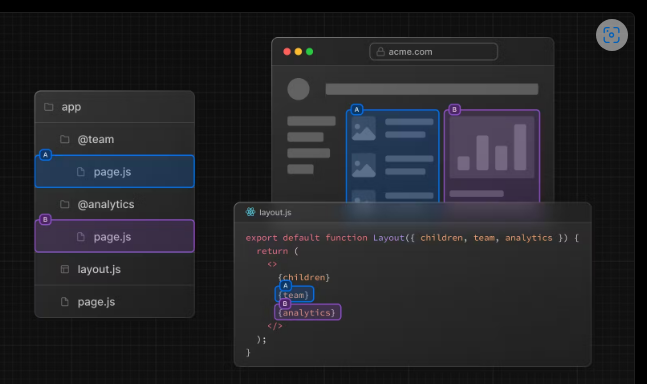 acme.com
app
@team
A
page.js
@analytics
B
page.js
layout.js
page.js
A
B
layout.js
export default function Layout({ children, team, analytics }) {
return (
<>
{children}
A
{team}
B
{analytics}
</>
);
}